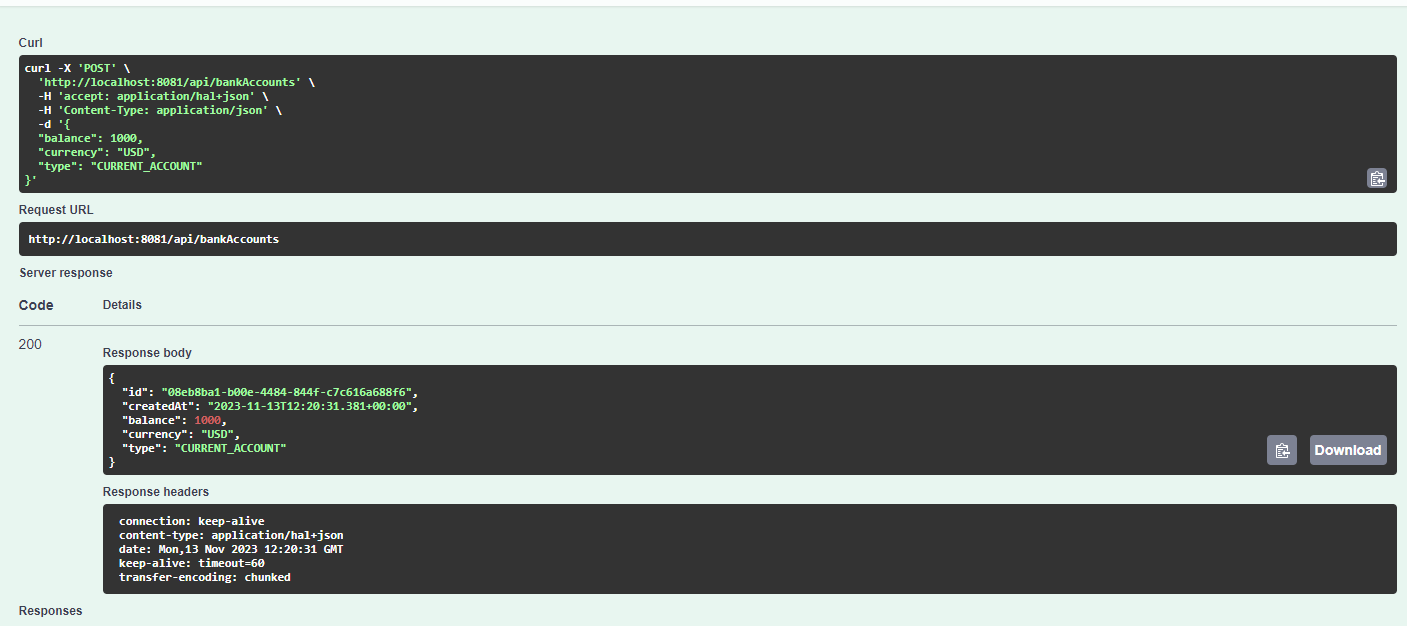 Curl
curl -X 'POST' \
  'http://localhost:8081/api/bankAccounts' \
  -H 'accept: application/hal+json' \
  -H 'Content-Type: application/json' \
  -d '{
  "balance": 1000,
  "currency": "USD",
  "type": "CURRENT_ACCOUNT"
}'
Request URL
http://localhost:8081/api/bankAccounts
Server response
Code Details
200
Response body
{
  "id": "08eb8ba1-b00e-4484-844f-c7c616a688f6",
  "createdAt": "2023-11-13T12:20:31.381+00:00",
  "balance": 1000,
  "currency": "USD",
  "type": "CURRENT_ACCOUNT"
}
Download
Response headers
connection: keep-alive
content-type: application/hal+json
date: Mon,13 Nov 2023 12:20:31 GMT
keep-alive: timeout=60
transfer-encoding: chunked
Responses